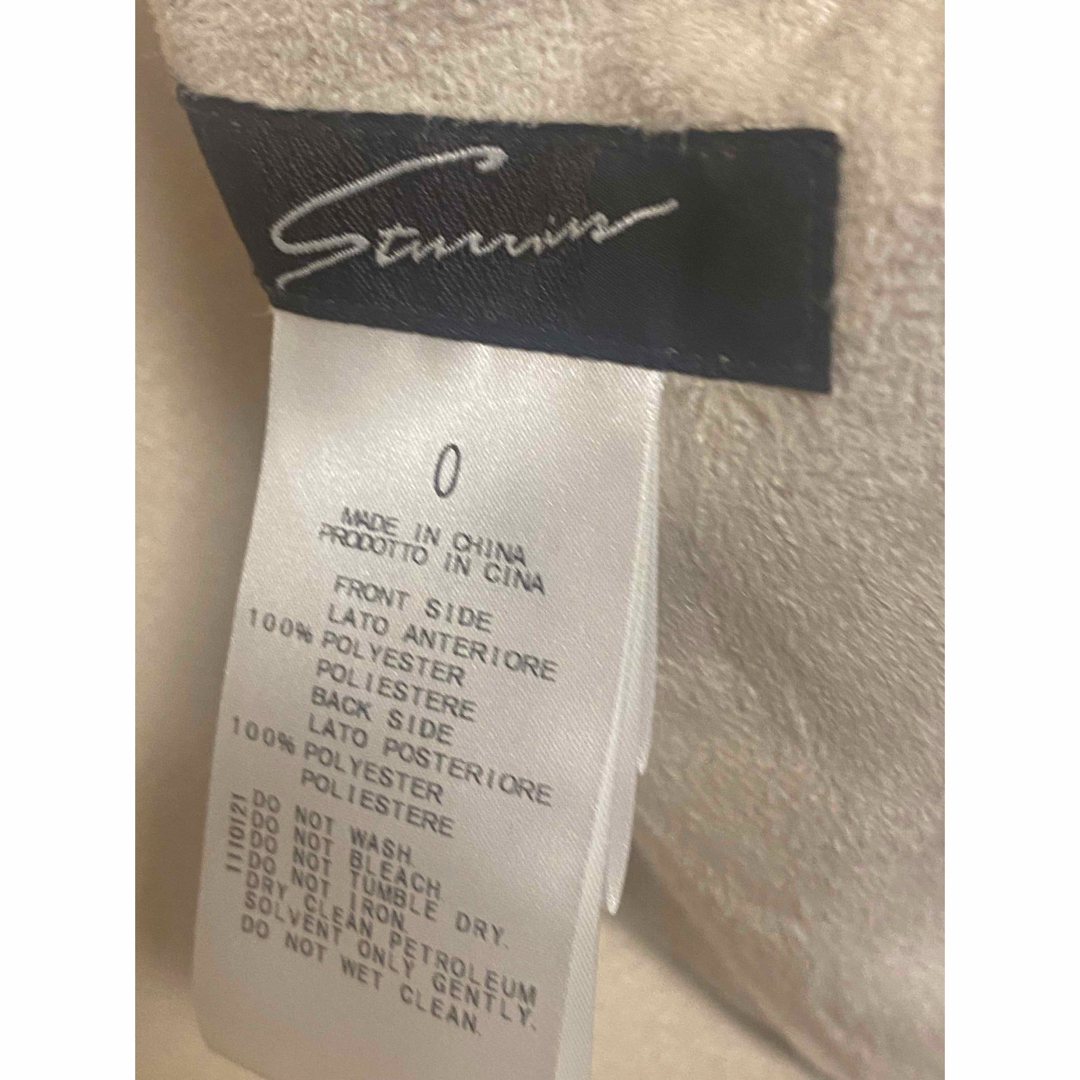 0
MADE IN CHINA
PRODOTTO IN CINA
FRONT SIDE
LATO ANTERIORE
100% POLYESTER
POLIESTERE
BACK SIDE
LATO POSTERIORE
100% POLYESTER
POLIESTERE
DO NOT WASH.
DO NOT BLEACH
DO NOT TUMBLE DRY.
DO NOT IRON.
DRY CLEAN PETROLEUM
SOLVENT ONLY GENTLY.
DO NOT WET CLEAN.